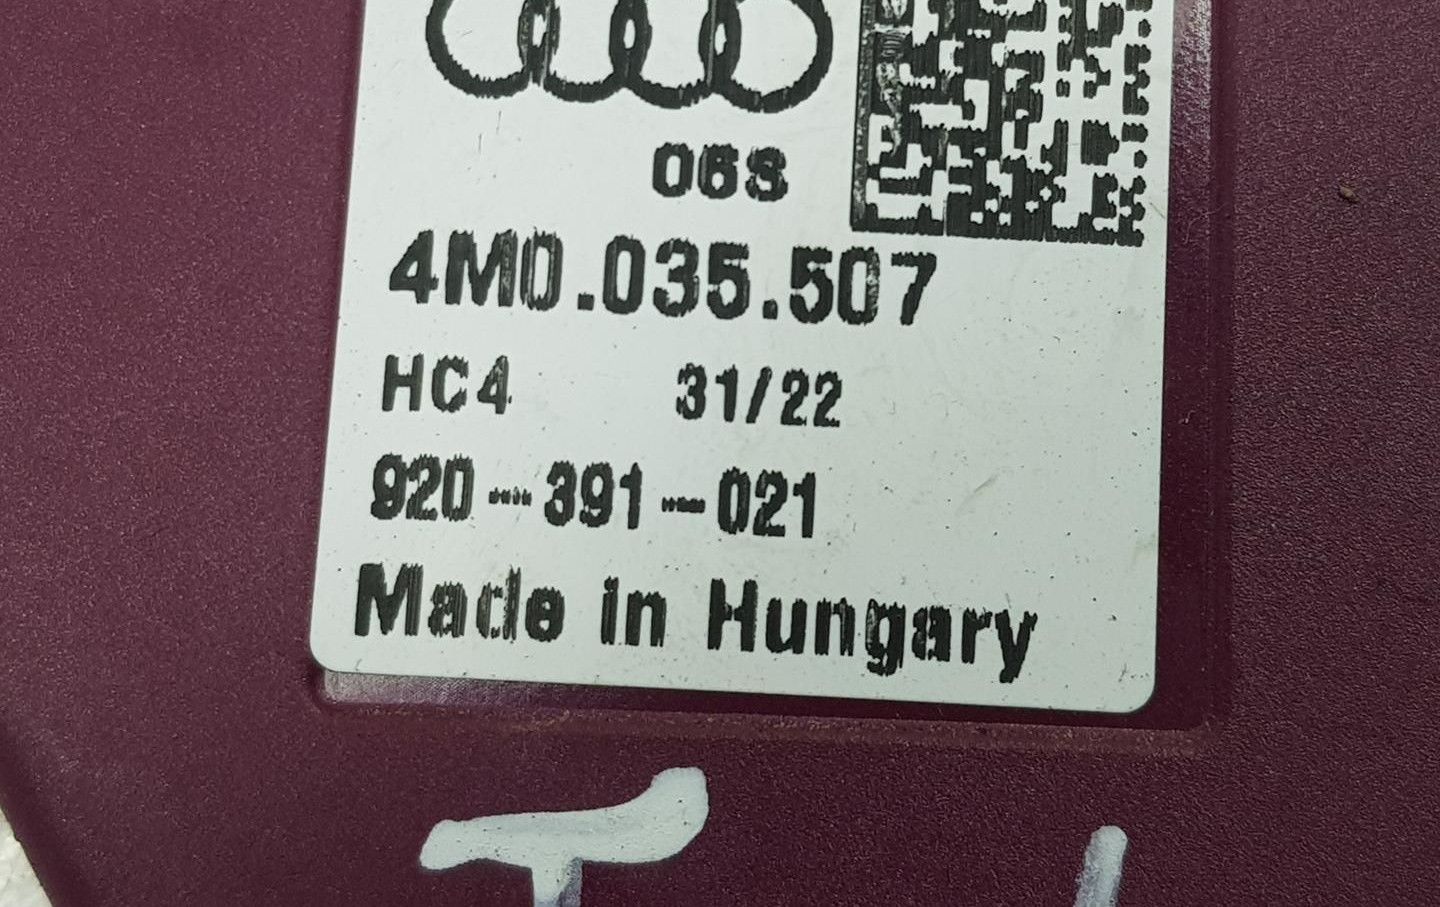 06S
4M0.035.507
HC4 31/22
920-391-021
Made in Hungary